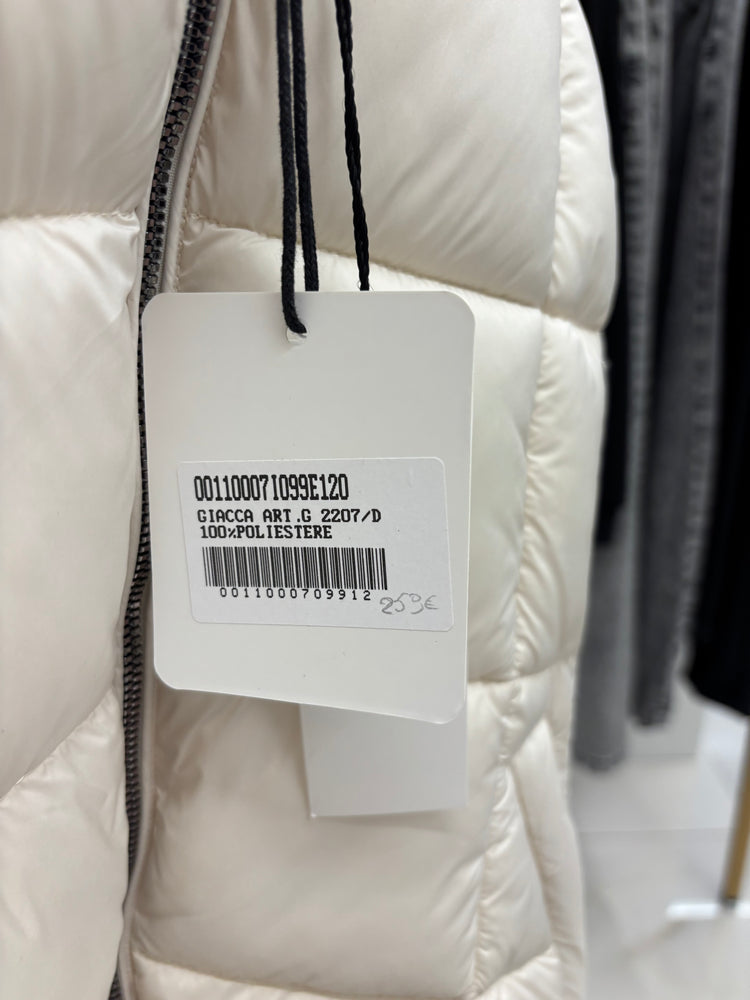 00110007I099E120
GIACCA ART.G 2207/D
100%POLIESTERE
0011000709912
259€